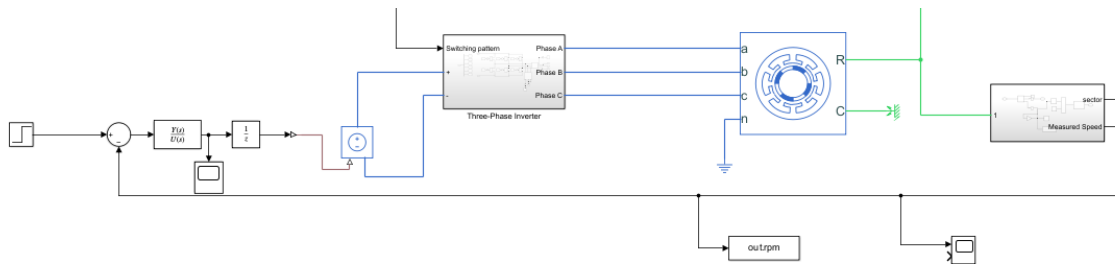 Switching pattern
Phase A
+
Phase B
-
Phase C
Three-Phase Inverter
a
b
c
n
R
C
1
sector
Measured Speed
+
−
Y(s)
U(s)
1
z
+
−
out.rpm